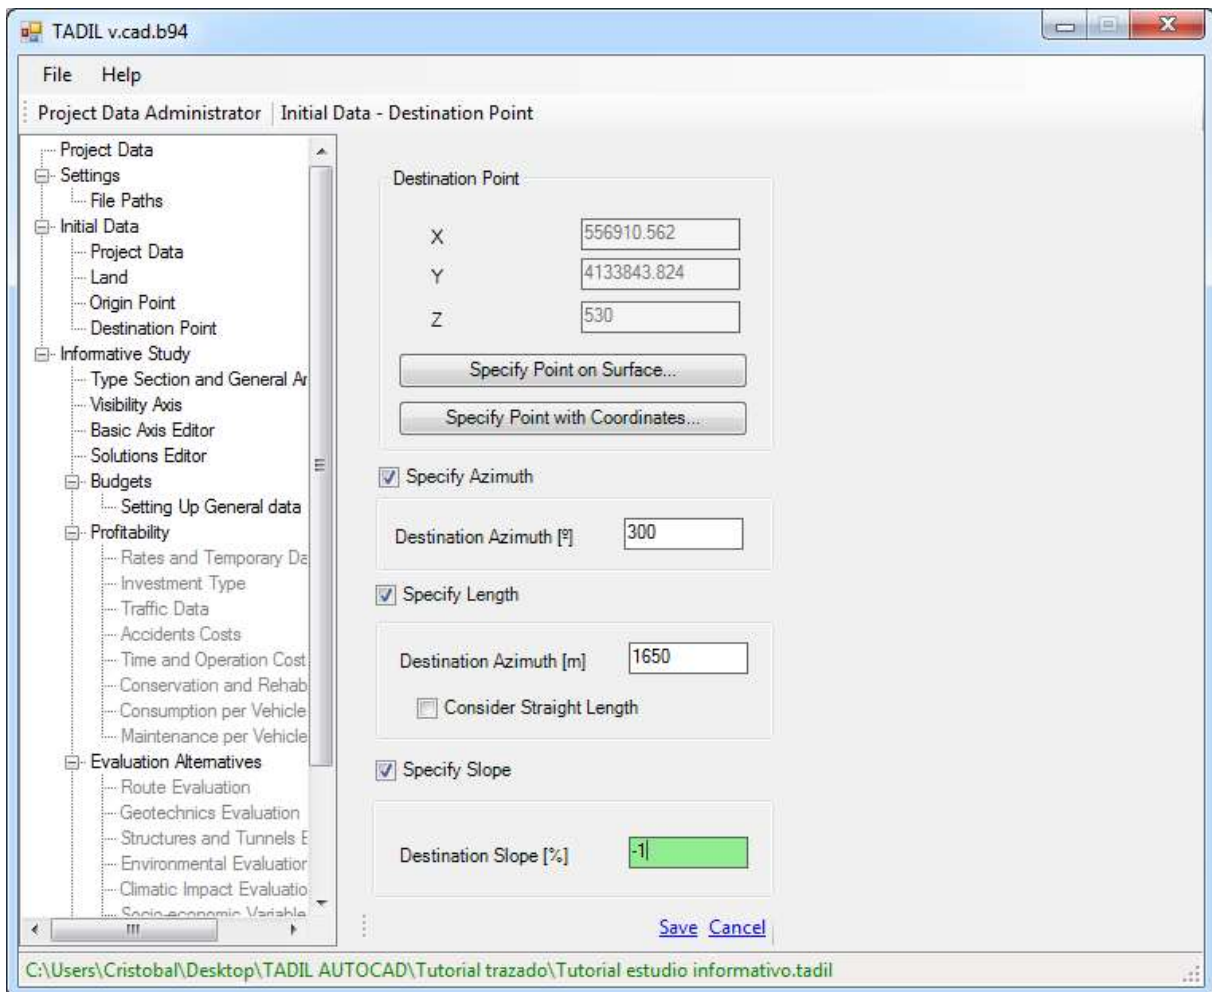 TADIL v.cad.b94
File Help
Project Data Administrator Initial Data - Destination Point
Project Data
Settings
File Paths
Initial Data
Project Data
Land
Origin Point
Destination Point
Informative Study
Type Section and General Ar
Visibility Axis
Basic Axis Editor
Solutions Editor
Budgets
Setting Up General data
Profitability
Rates and Temporary Da
Investment Type
Traffic Data
Accidents Costs
Time and Operation Cost
Conservation and Rehab
Consumption per Vehicle
Maintenance per Vehicle
Evaluation Alternatives
Route Evaluation
Geotechnics Evaluation
Structures and Tunnels E
Environmental Evaluation
Climatic Impact Evaluatio
Socio-economic Variable
Destination Point
X 556910.562
Y 4133843.824
Z 530
Specify Point on Surface...
Specify Point with Coordinates...
Specify Azimuth
Destination Azimuth [º] 300
Specify Length
Destination Azimuth [m] 1650
Consider Straight Length
Specify Slope
Destination Slope [%] -1
Save Cancel
C:\Users\Cristobal\Desktop\TADIL AUTOCAD\Tutorial trazado\Tutorial estudio informativo.tadil